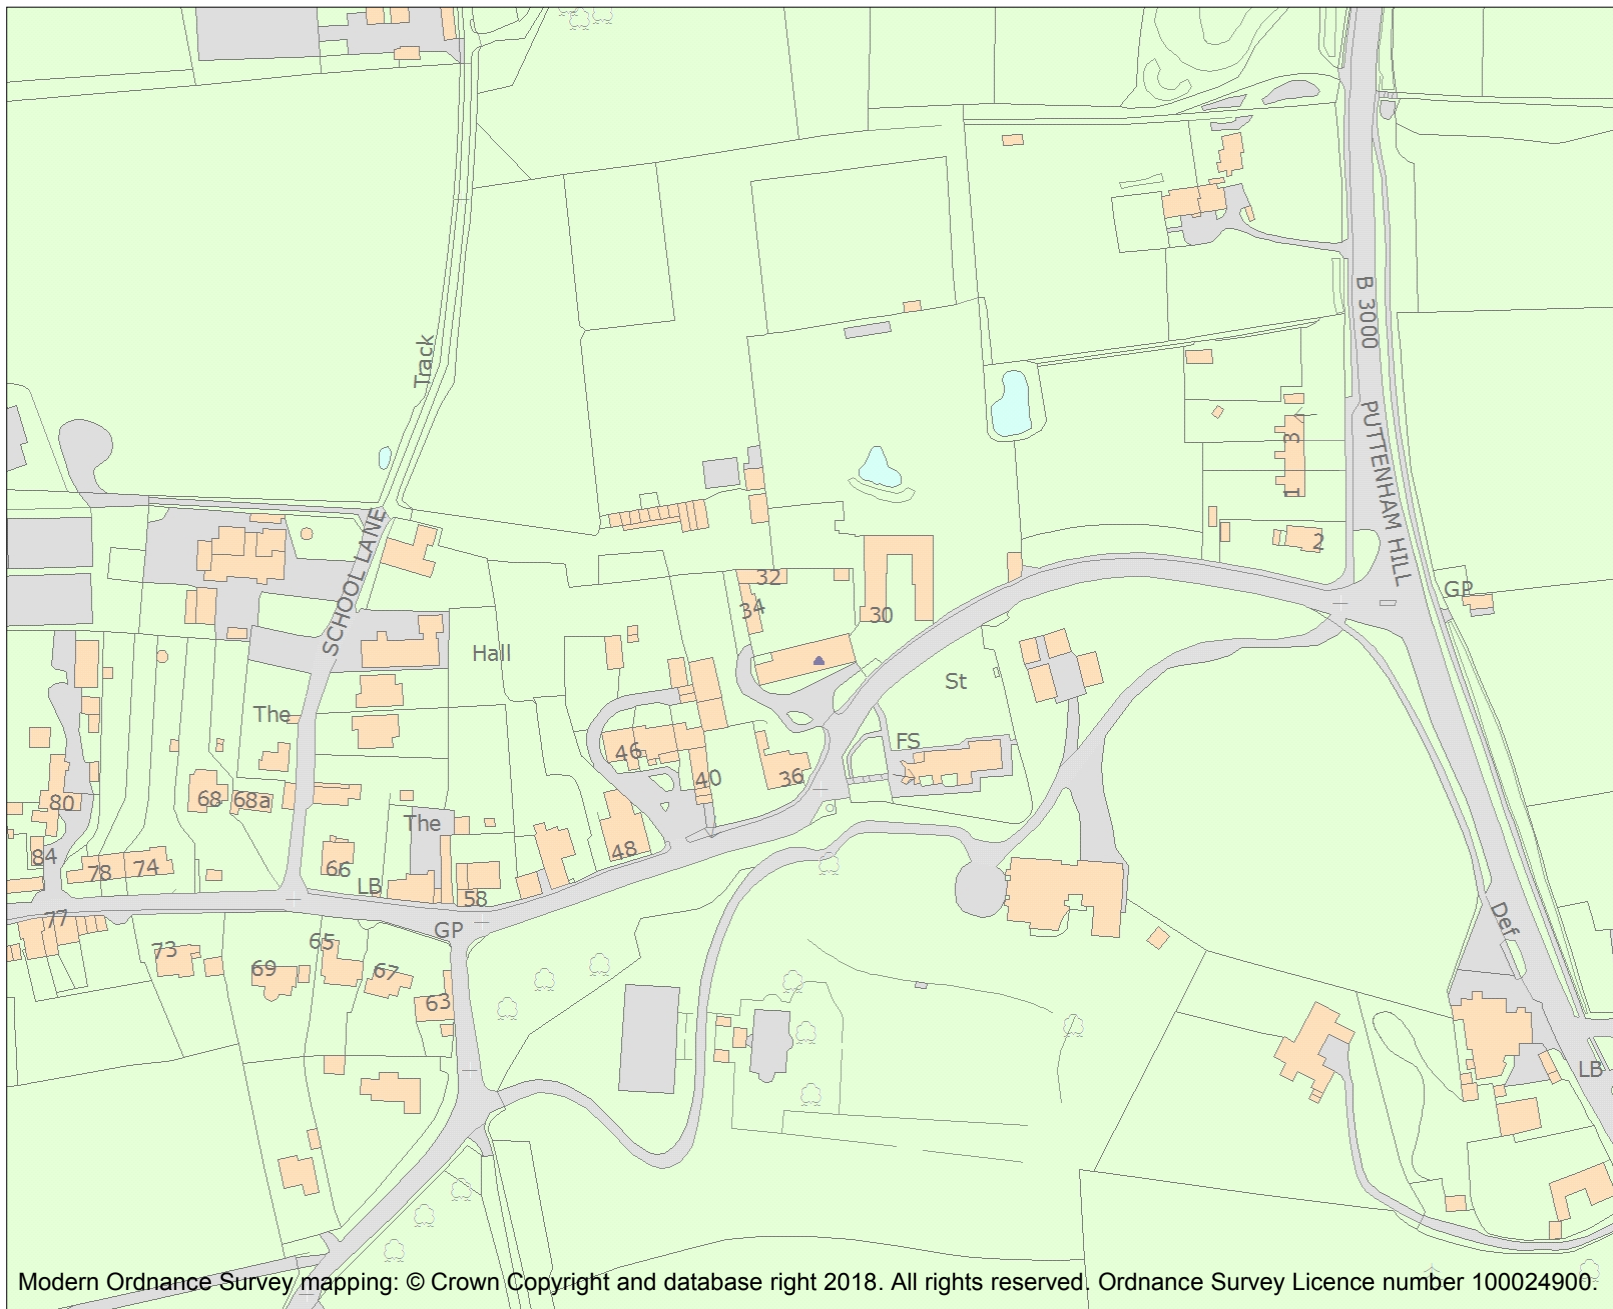 Track
B 3000
PUTTENHAM HILL
3
1
2
SCHOOL LANE
32
34
30
GP
Hall
St
The
FS
46
40
36
68
68a
80
The
48
84
78
74
66
LB
58
77
GP
Def
73
65
69
67
63
LB
Modern Ordnance Survey mapping: © Crown Copyright and database right 2018. All rights reserved. Ordnance Survey Licence number 100024900.